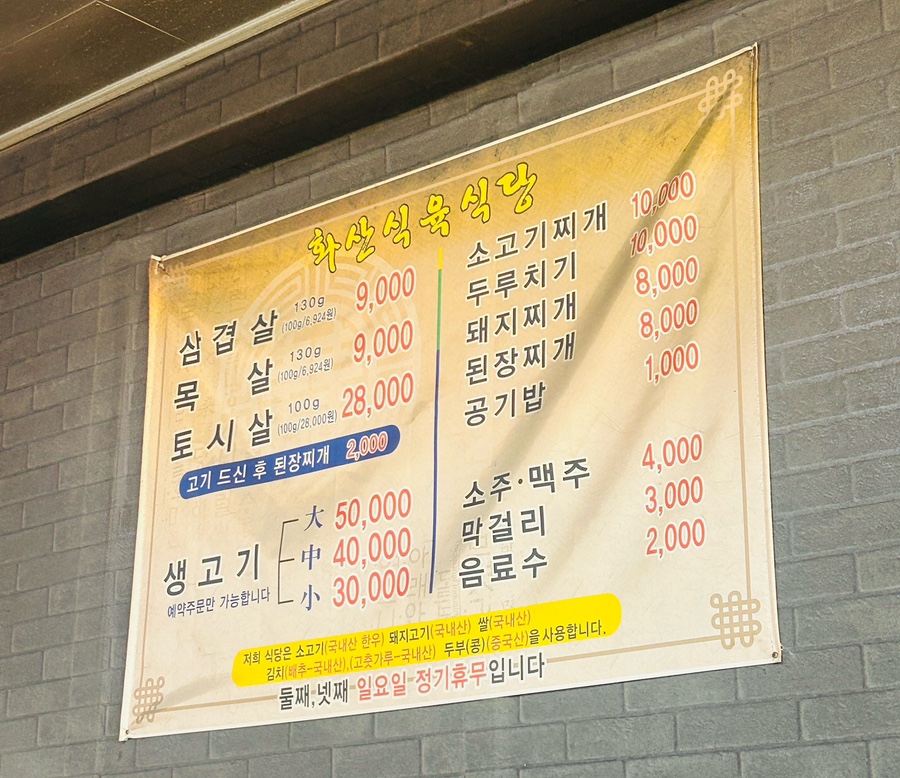 화산식육식당
삼겹살 130g (100g/6,924원) 9,000
목살 130g (100g/6,924원) 9,000
토시살 100g (100g/28,000원) 28,000
고기 드신 후 된장찌개 2,000
생고기 大 50,000
中 40,000
小 30,000
예약주문만 가능합니다
소고기찌개 10,000
두루치기 10,000
돼지찌개 8,000
된장찌개 8,000
공기밥 1,000
소주·맥주 4,000
막걸리 3,000
음료수 2,000
저희 식당은 소고기(국내산 한우) 돼지고기(국내산) 쌀(국내산)
김치(배추-국내산),(고춧가루-국내산) 두부(콩)(중국산)을 사용합니다.
둘째,넷째 일요일 정기휴무입니다